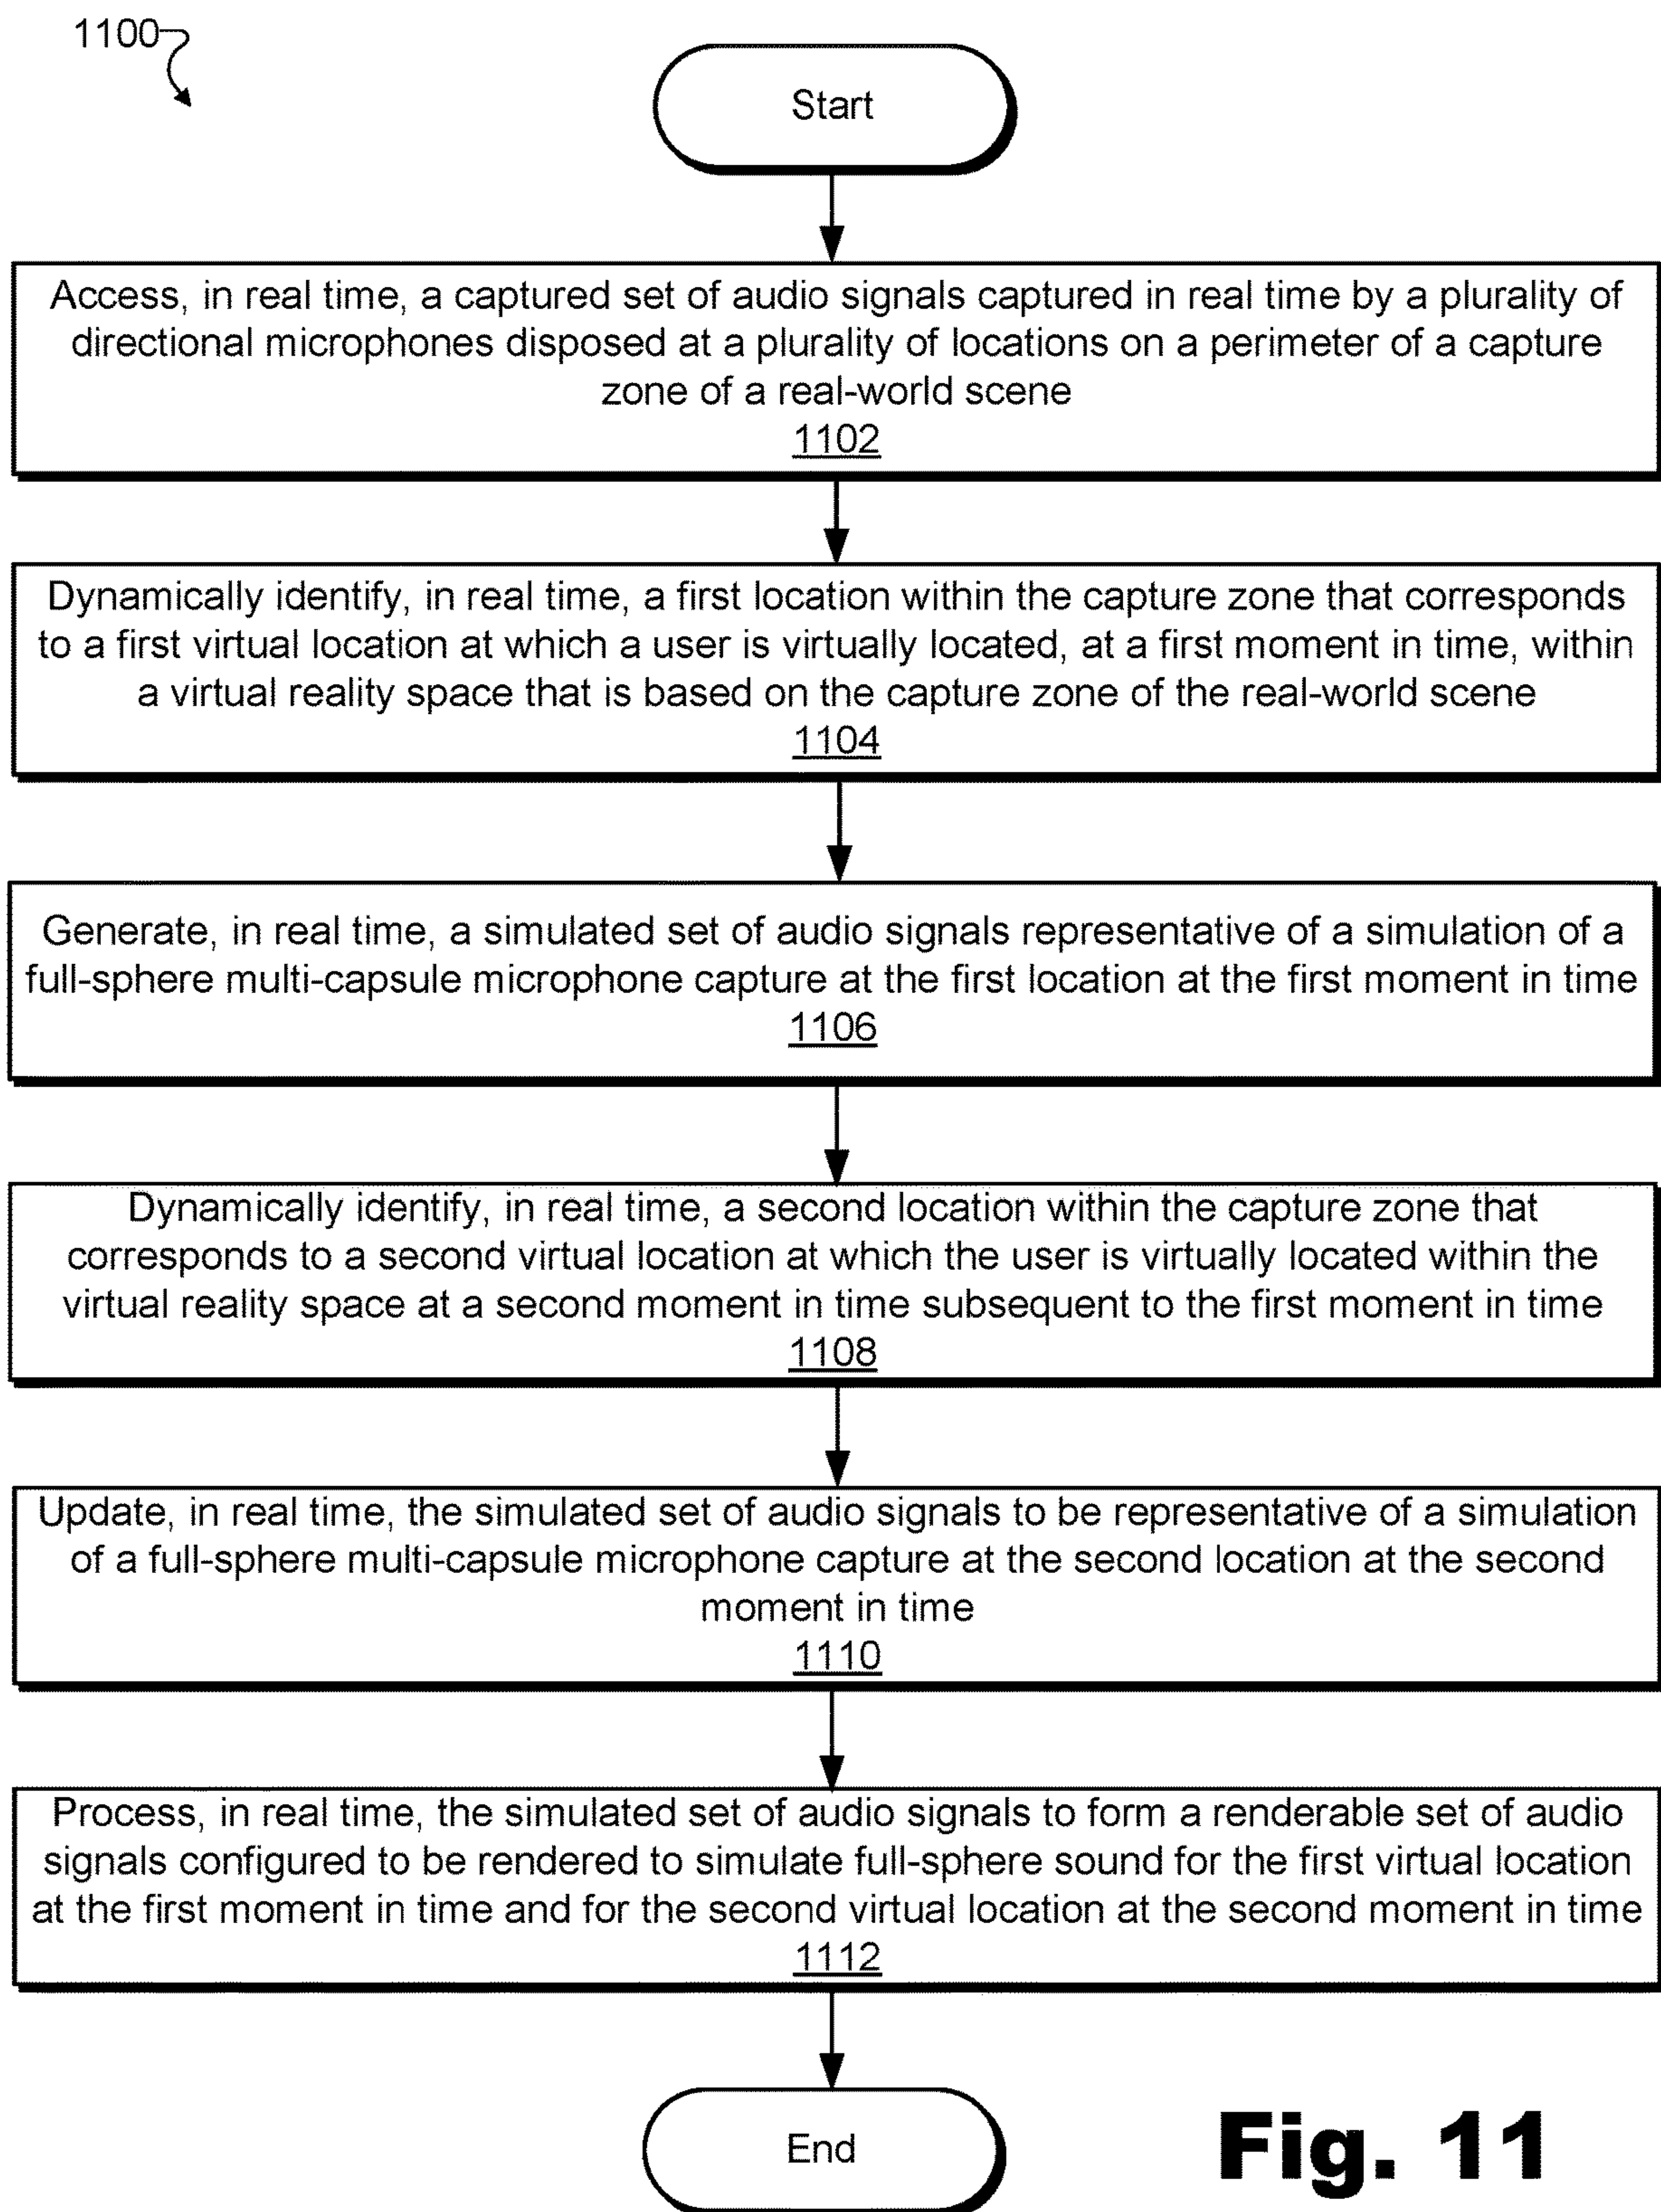 1100
Start
Access, in real time, a captured set of audio signals captured in real time by a plurality of
directional microphones disposed at a plurality of locations on a perimeter of a capture
zone of a real-world scene
1102
Dynamically identify, in real time, a first location within the capture zone that corresponds
to a first virtual location at which a user is virtually located, at a first moment in time, within
a virtual reality space that is based on the capture zone of the real-world scene
1104
Generate, in real time, a simulated set of audio signals representative of a simulation of a
full-sphere multi-capsule microphone capture at the first location at the first moment in time
1106
Dynamically identify, in real time, a second location within the capture zone that
corresponds to a second virtual location at which the user is virtually located within the
virtual reality space at a second moment in time subsequent to the first moment in time
1108
Update, in real time, the simulated set of audio signals to be representative of a simulation
of a full-sphere multi-capsule microphone capture at the second location at the second
moment in time
1110
Process, in real time, the simulated set of audio signals to form a renderable set of audio
signals configured to be rendered to simulate full-sphere sound for the first virtual location
at the first moment in time and for the second virtual location at the second moment in time
1112
End
Fig. 11